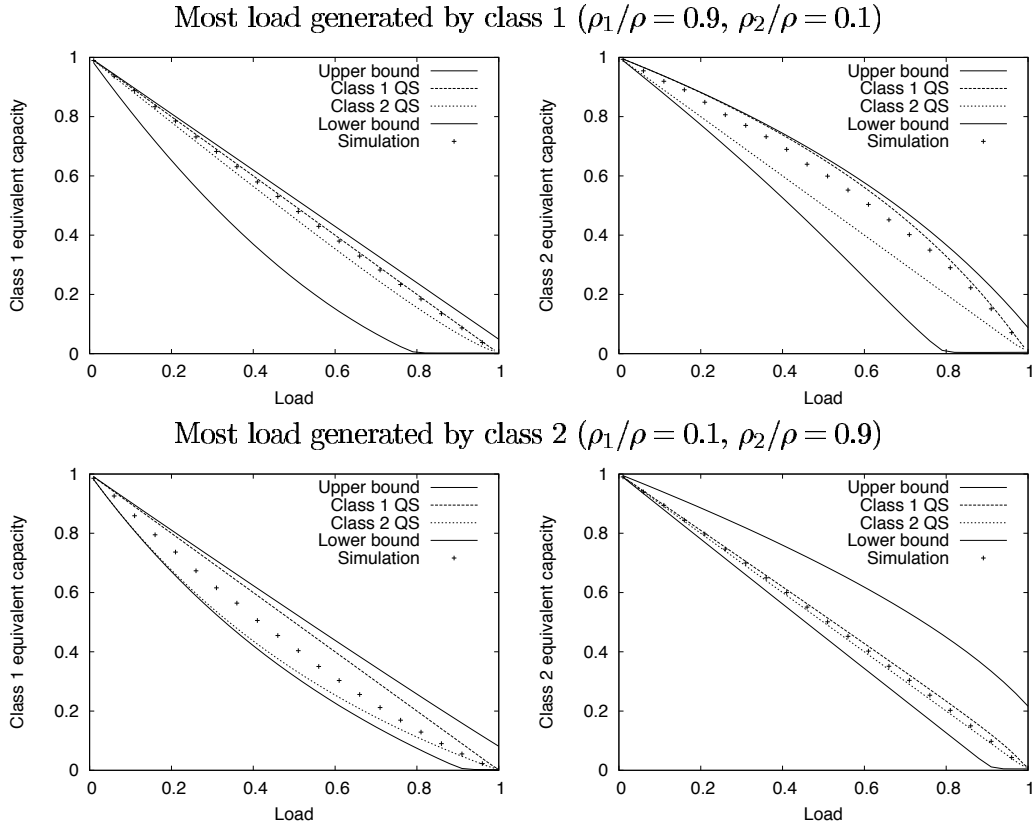 Most load generated by class 1 (ρ₁/ρ = 0.9, ρ₂/ρ = 0.1)
Class 1 equivalent capacity
1
0.8
0.6
0.4
0.2
0
Upper bound
Class 1 QS
Class 2 QS
Lower bound
Simulation
0 0.2 0.4 0.6 0.8 1
Load
Class 2 equivalent capacity
1
0.8
0.6
0.4
0.2
0
Upper bound
Class 1 QS
Class 2 QS
Lower bound
Simulation
0 0.2 0.4 0.6 0.8 1
Load
Most load generated by class 2 (ρ₁/ρ = 0.1, ρ₂/ρ = 0.9)
Class 1 equivalent capacity
1
0.8
0.6
0.4
0.2
0
Upper bound
Class 1 QS
Class 2 QS
Lower bound
Simulation
0 0.2 0.4 0.6 0.8 1
Load
Class 2 equivalent capacity
1
0.8
0.6
0.4
0.2
0
Upper bound
Class 1 QS
Class 2 QS
Lower bound
Simulation
0 0.2 0.4 0.6 0.8 1
Load